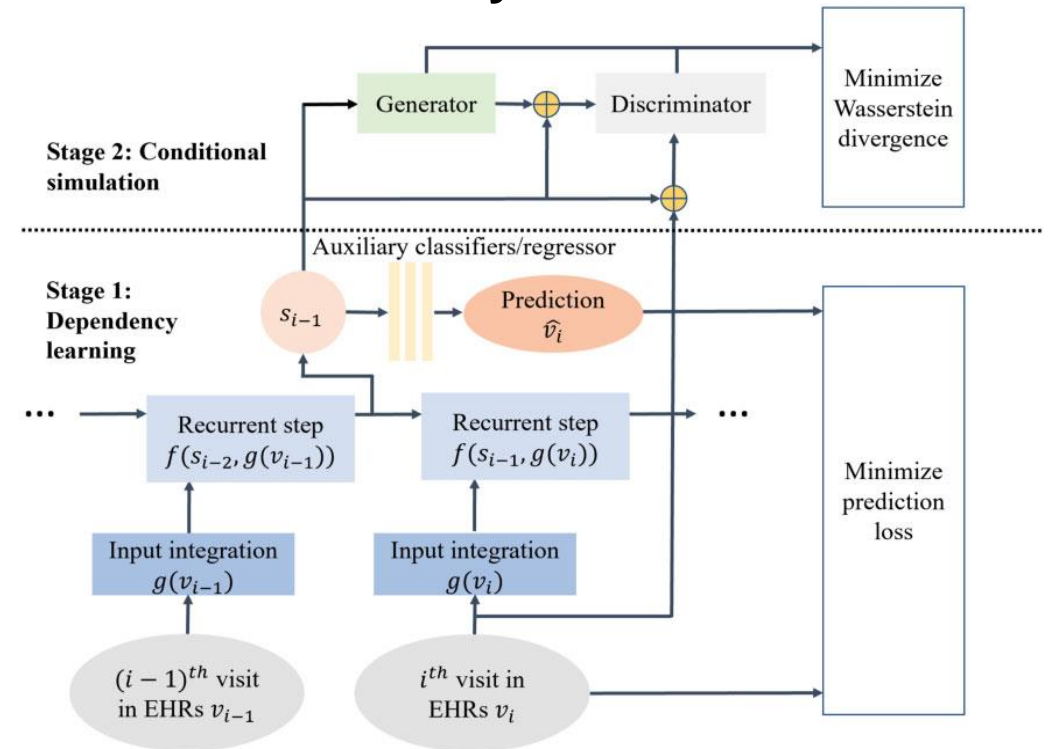 Generator
Discriminator
Minimize
Wasserstein
divergence
Stage 2: Conditional
simulation
Auxiliary classifiers/regressor
Stage 1:
Dependency
learning
s_{i−1}
Prediction
\hat{v_i}
...
Recurrent step
f(s_{i−2}, g(v_{i−1}))
Recurrent step
f(s_{i−1}, g(v_i))
...
Minimize
prediction
loss
Input integration
g(v_{i−1})
Input integration
g(v_i)
(i − 1)^{th} visit
in EHRs v_{i−1}
i^{th} visit in
EHRs v_i